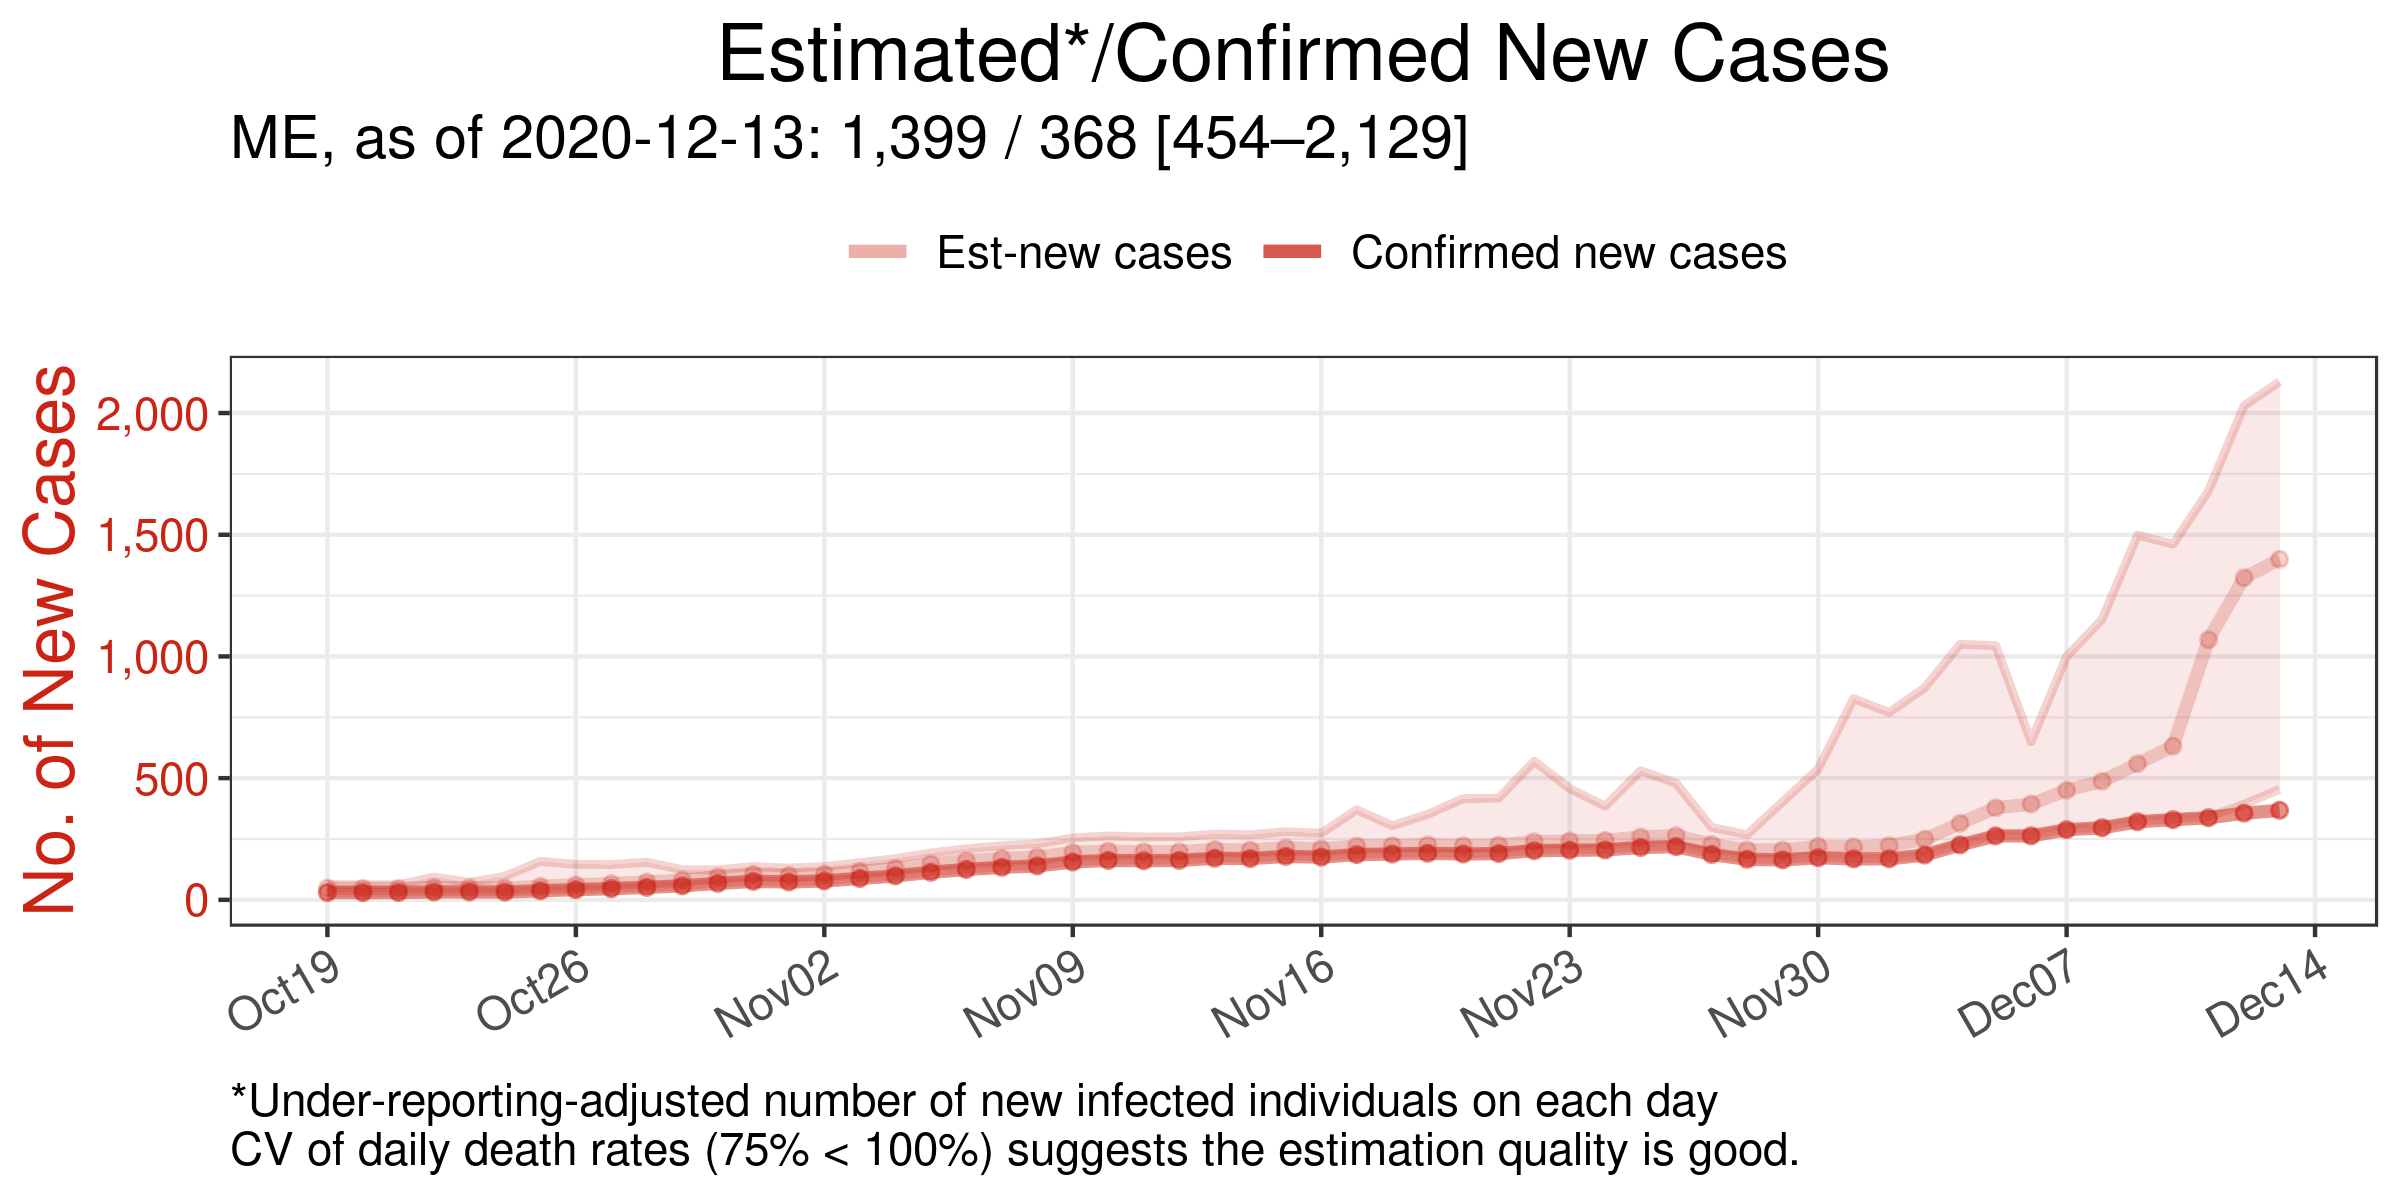 Estimated*/Confirmed New Cases
ME, as of 2020-12-13: 1,399 / 368 [454–2,129]
Est-new cases Confirmed new cases
No. of New Cases
2,000
1,500
1,000
500
0
Oct19 Oct26 Nov02 Nov09 Nov16 Nov23 Nov30 Dec07 Dec14
*Under-reporting-adjusted number of new infected individuals on each day
CV of daily death rates (75% < 100%) suggests the estimation quality is good.